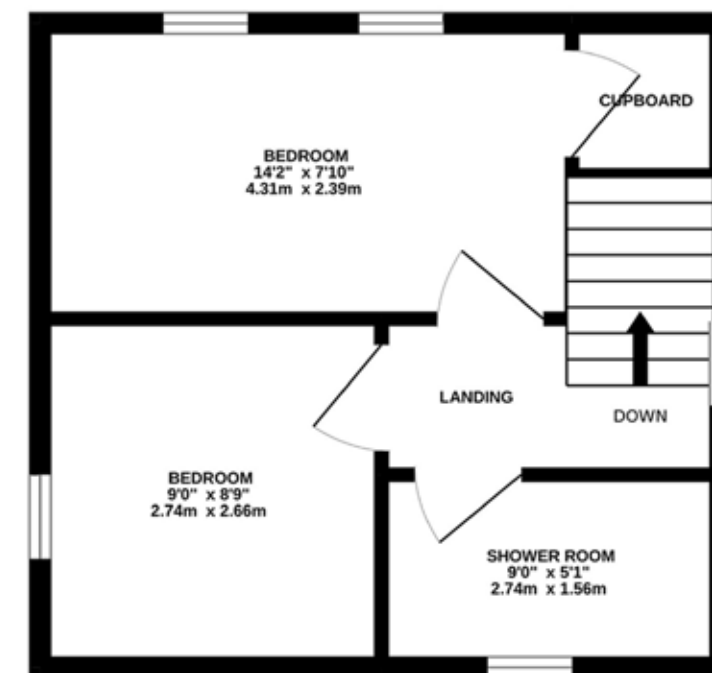 CUPBOARD
BEDROOM
14'2" x 7'10"
4.31m x 2.39m
LANDING
DOWN
BEDROOM
9'0" x 8'9"
2.74m x 2.66m
SHOWER ROOM
9'0" x 5'1"
2.74m x 1.56m